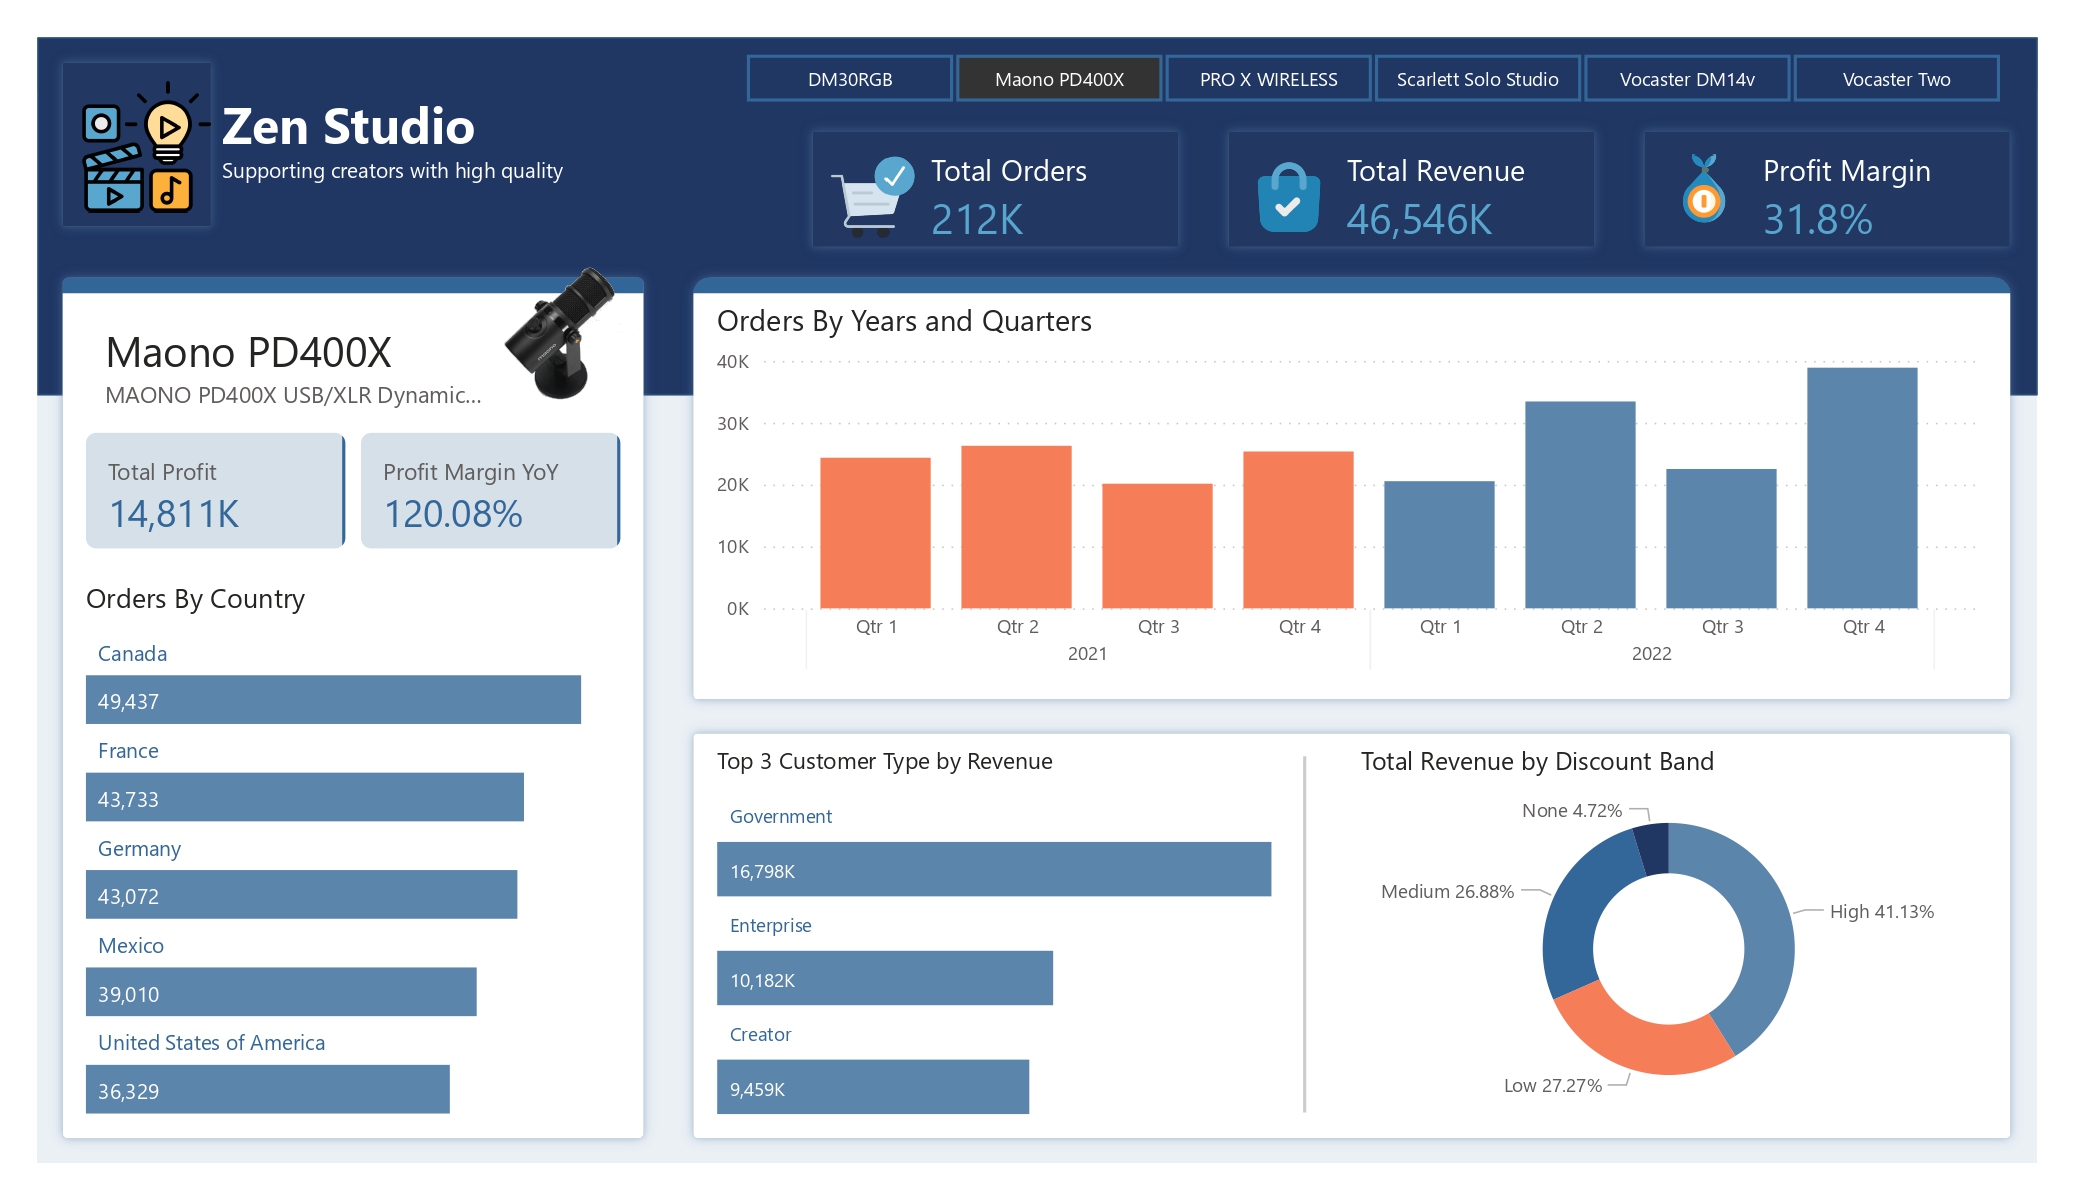 Zen Studio
Supporting creators with high quality
DM30RGB
Maono PD400X
PRO X WIRELESS
Scarlett Solo Studio
Vocaster DM14v
Vocaster Two
Total Orders
212K
Total Revenue
46,546K
Profit Margin
31.8%
Maono PD400X
MAONO PD400X USB/XLR Dynamic...
Total Profit
14,811K
Profit Margin YoY
120.08%
Orders By Country
Canada
49,437
France
43,733
Germany
43,072
Mexico
39,010
United States of America
36,329
Orders By Years and Quarters
40K
30K
20K
10K
0K
Qtr 1 Qtr 2 Qtr 3 Qtr 4 Qtr 1 Qtr 2 Qtr 3 Qtr 4
2021 2022
Top 3 Customer Type by Revenue
Government
16,798K
Enterprise
10,182K
Creator
9,459K
Total Revenue by Discount Band
None 4.72%
Medium 26.88%
High 41.13%
Low 27.27%